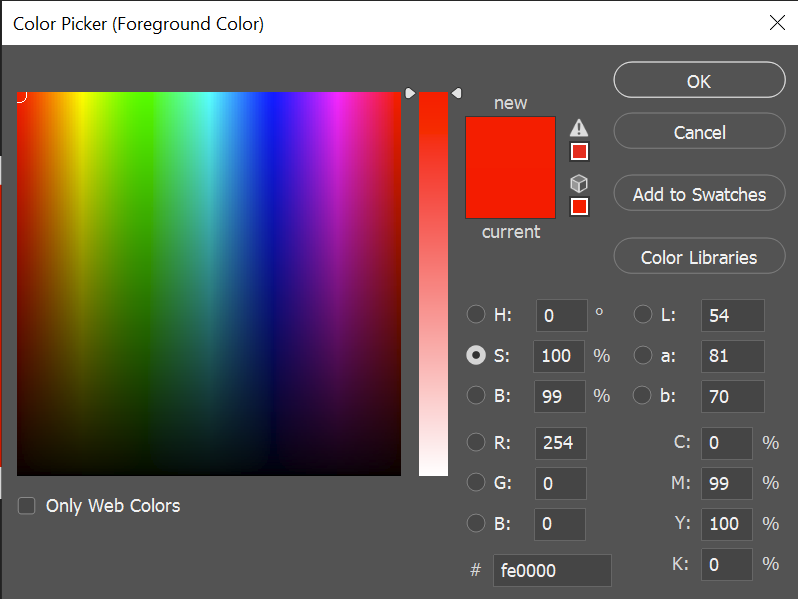 Color Picker (Foreground Color)
new
current
OK
Cancel
Add to Swatches
Color Libraries
H: 0 °
S: 100 %
B: 99 %
R: 254
G: 0
B: 0
# fe0000
L: 54
a: 81
b: 70
C: 0 %
M: 99 %
Y: 100 %
K: 0 %
Only Web Colors